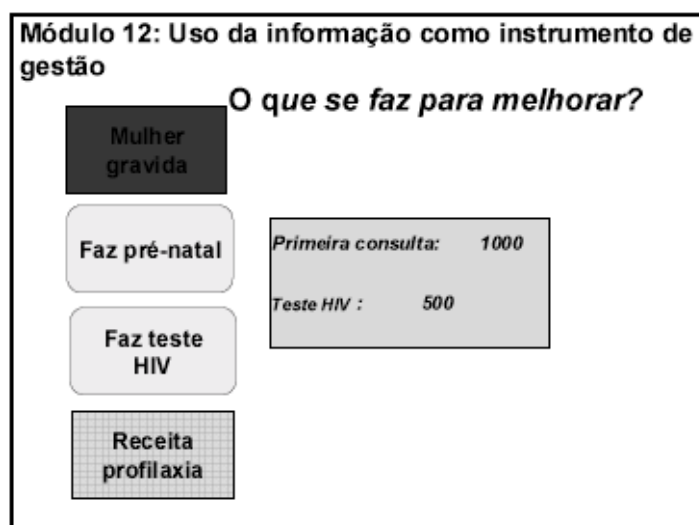 Módulo 12: Uso da informação como instrumento de
gestão
O que se faz para melhorar?
Mulher
gravida
Faz pré-natal
Primeira consulta: 1000
Teste HIV : 500
Faz teste
HIV
Receita
profilaxia